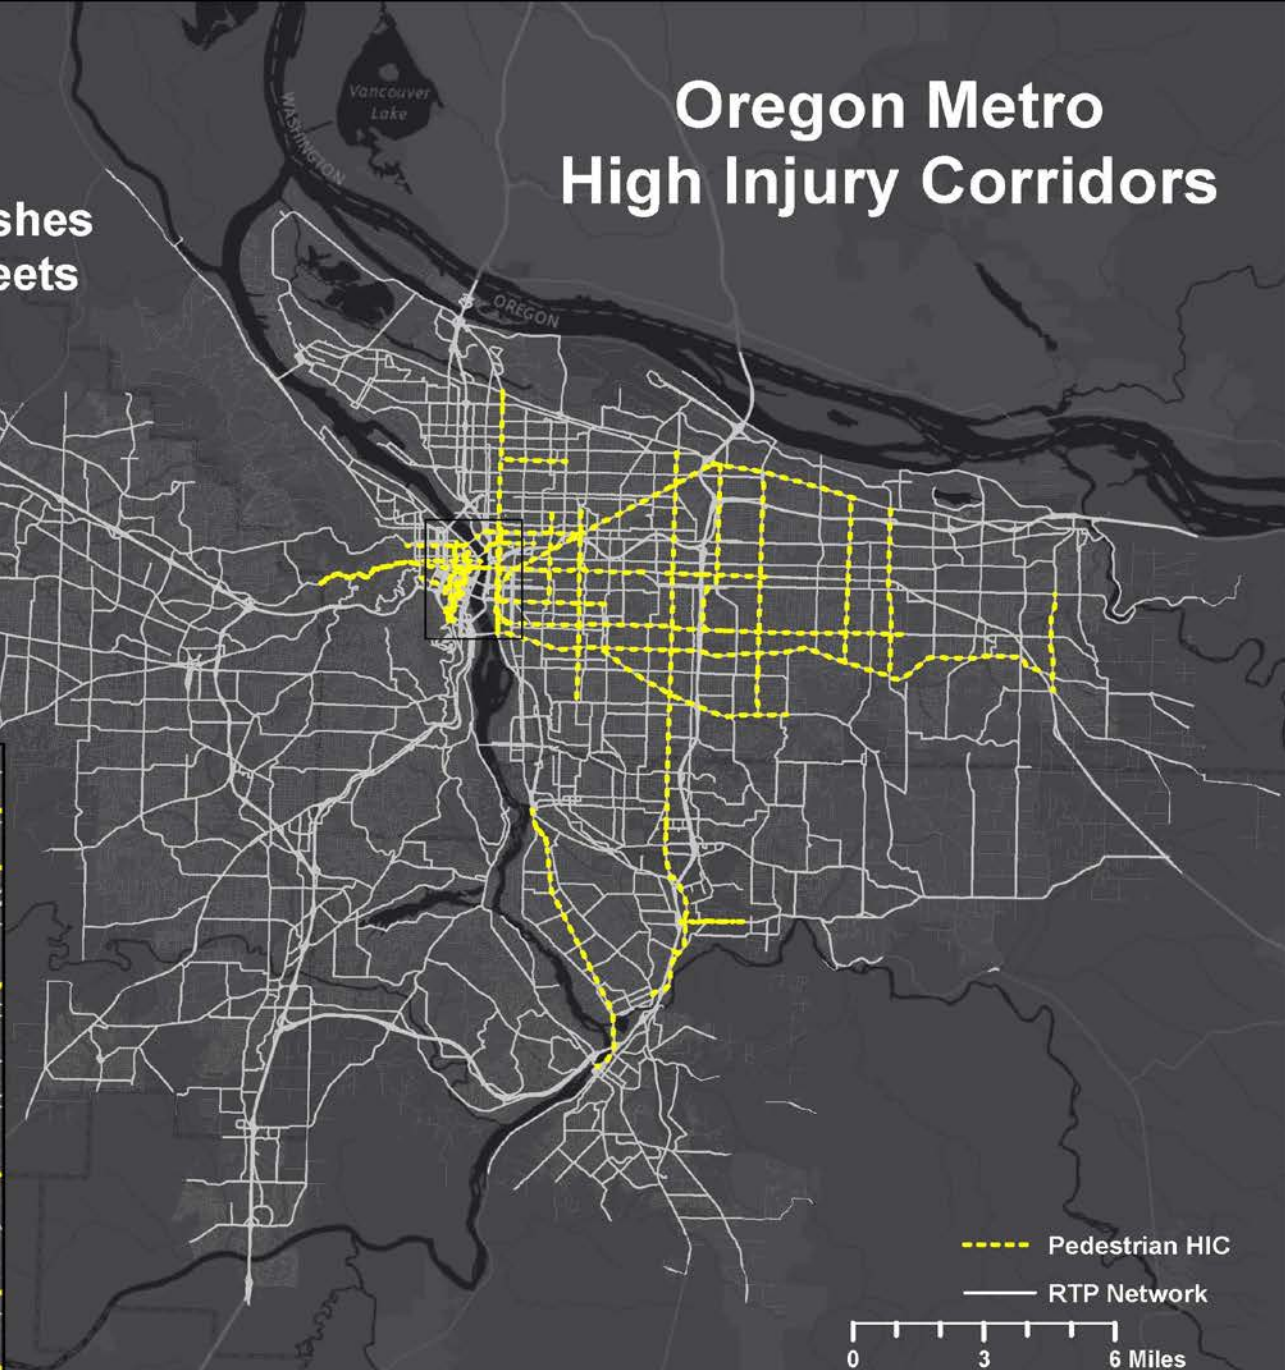 Oregon Metro
High Injury Corridors
shes
eets
Vancouver
Lake
WASHINGTON
OREGON
Pedestrian HIC
RTP Network
0 3 6 Miles